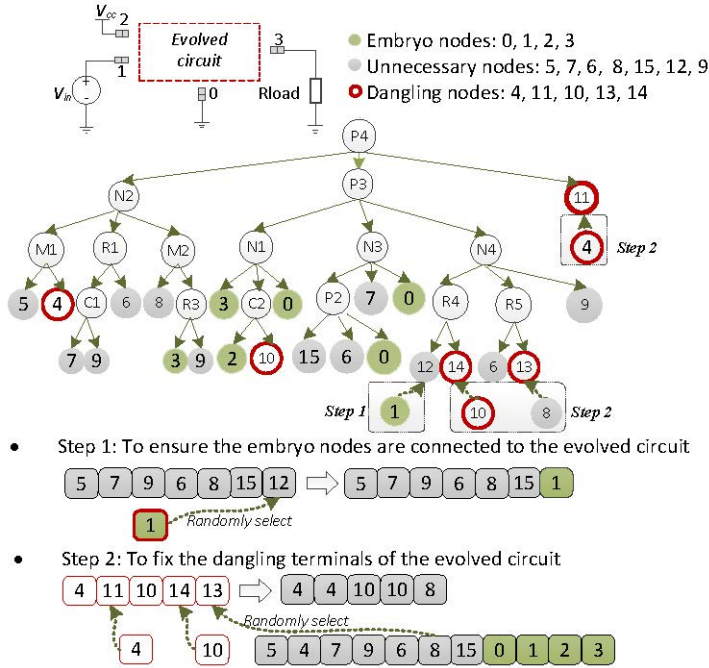 Vcc 2
Evolved circuit
3
1
0
Vin
+
-
Rload
Embryo nodes: 0, 1, 2, 3
Unnecessary nodes: 5, 7, 6, 8, 15, 12, 9
Dangling nodes: 4, 11, 10, 13, 14
P4
N2 P3 11
M1 R1 M2 N1 N3 N4 4 Step 2
5 4 C1 6 8 R3 3 C2 0 P2 7 0 R4 R5 9
7 9 3 9 2 10 15 6 0 12 14 6 13
Step 1 1 10 8 Step 2
• Step 1: To ensure the embryo nodes are connected to the evolved circuit
5 7 9 6 8 15 12 5 7 9 6 8 15 1
1 Randomly select
• Step 2: To fix the dangling terminals of the evolved circuit
4 11 10 14 13 4 4 10 10 8
Randomly select
4 10 5 4 7 9 6 8 15 0 1 2 3